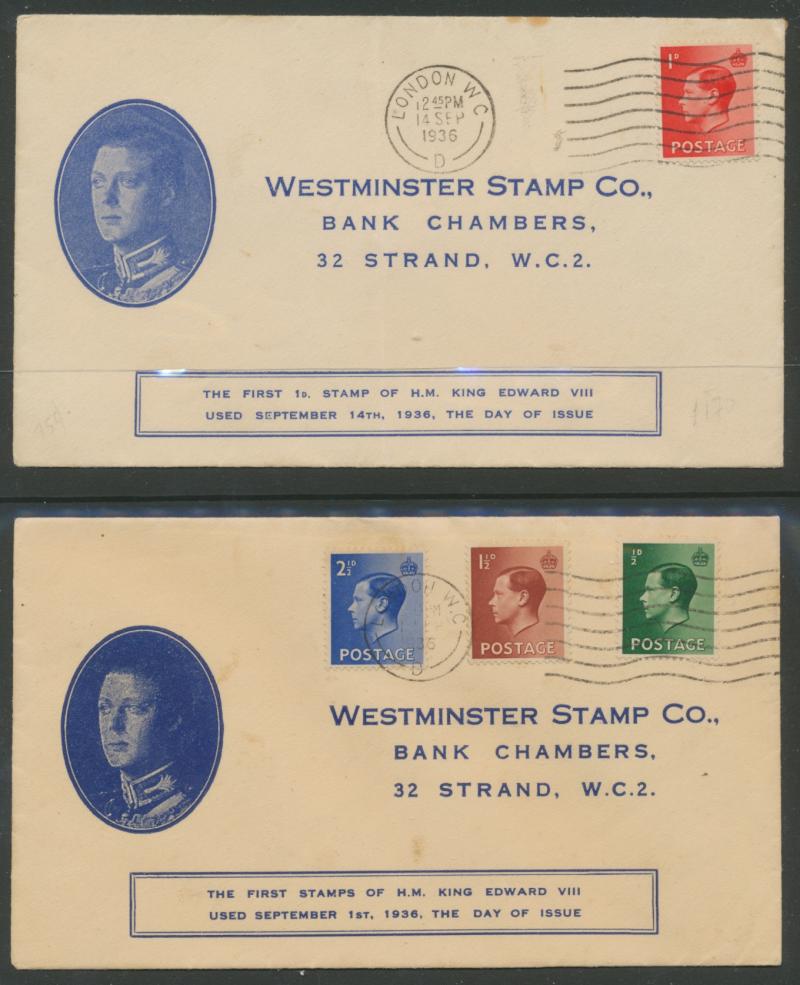 LONDON W.C
12 45PM
14 SEP
1936
D
1D
POSTAGE
WESTMINSTER STAMP CO.,
BANK CHAMBERS,
32 STRAND, W.C.2.
THE FIRST 1D. STAMP OF H.M. KING EDWARD VIII
USED SEPTEMBER 14TH, 1936, THE DAY OF ISSUE
2½D
POSTAGE
1½D
POSTAGE
½D
POSTAGE
W.C
36
D
WESTMINSTER STAMP CO.,
BANK CHAMBERS,
32 STRAND, W.C.2.
THE FIRST STAMPS OF H.M. KING EDWARD VIII
USED SEPTEMBER 1ST, 1936, THE DAY OF ISSUE